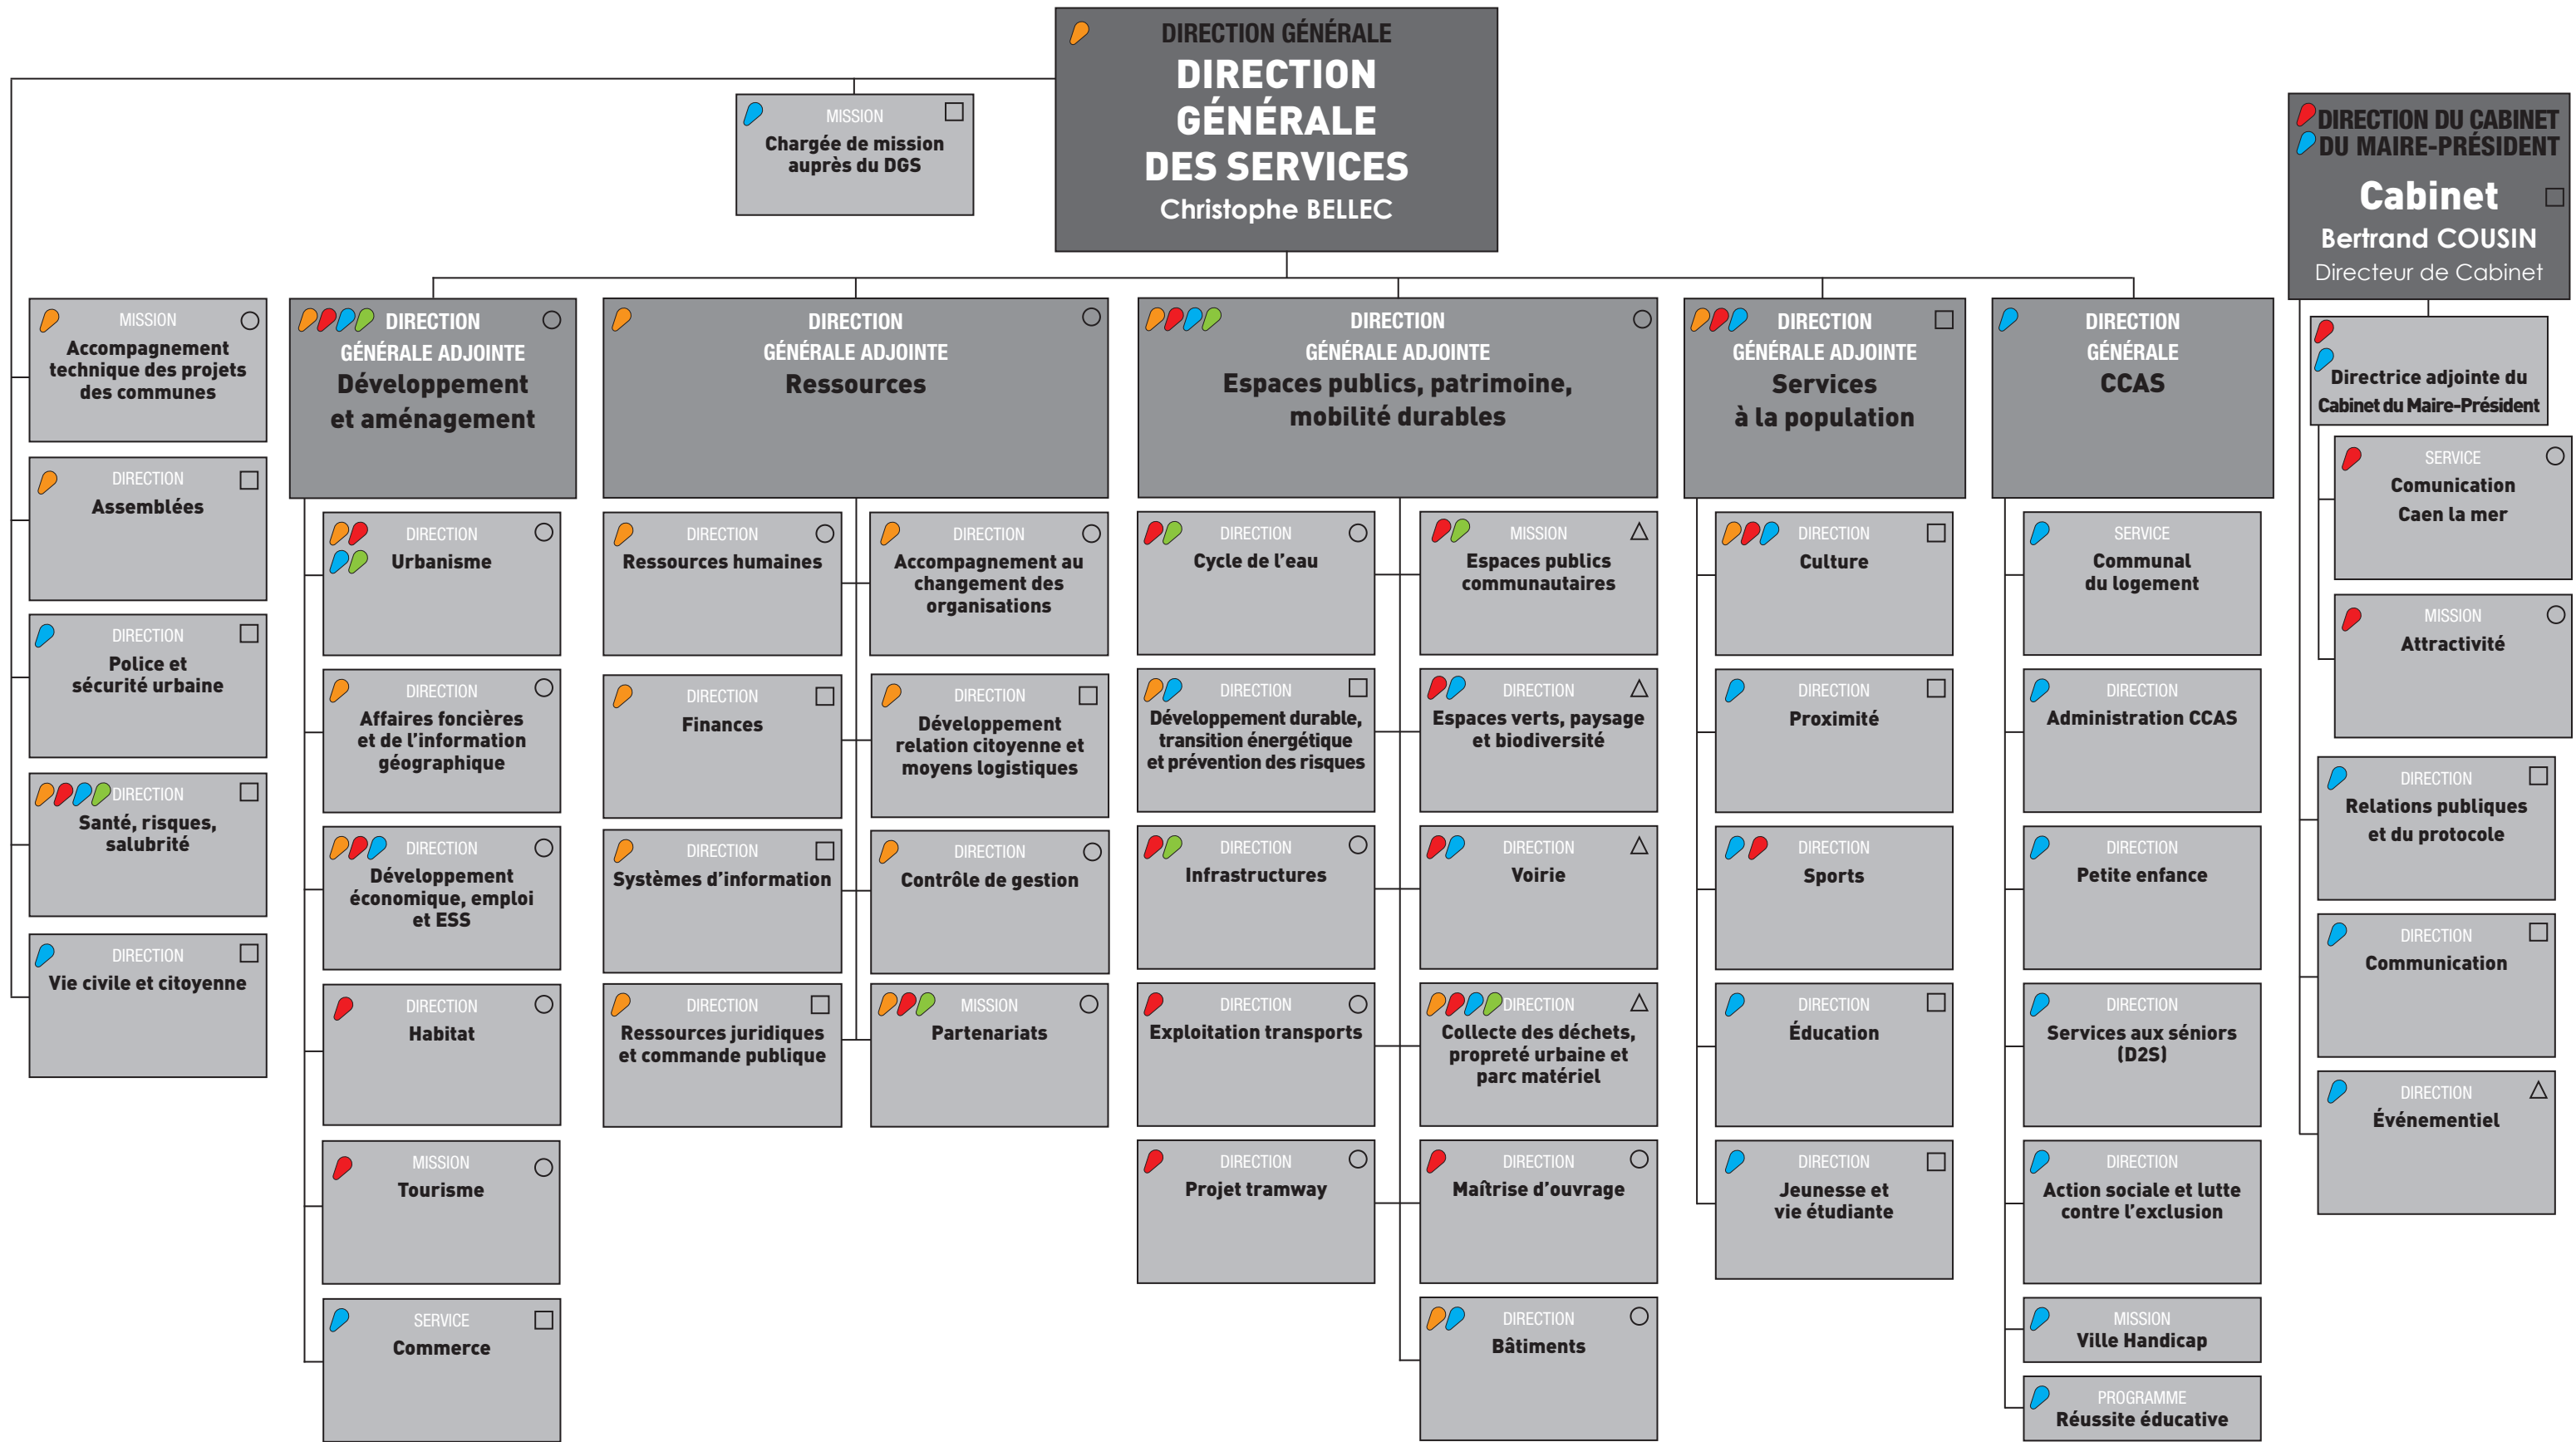 DIRECTION GÉNÉRALE
DIRECTION
GÉNÉRALE
DES SERVICES
Christophe BELLEC
MISSION
Chargée de mission
auprès du DGS
DIRECTION DU CABINET
DU MAIRE-PRÉSIDENT
Cabinet
Bertrand COUSIN
Directeur de Cabinet
MISSION
Accompagnement
technique des projets
des communes
DIRECTION
Assemblées
DIRECTION
Police et
sécurité urbaine
DIRECTION
Santé, risques,
salubrité
DIRECTION
Vie civile et citoyenne
DIRECTION
GÉNÉRALE ADJOINTE
Développement
et aménagement
DIRECTION
Urbanisme
DIRECTION
Affaires foncières
et de l'information
géographique
DIRECTION
Développement
économique, emploi
et ESS
DIRECTION
Habitat
MISSION
Tourisme
SERVICE
Commerce
DIRECTION
GÉNÉRALE ADJOINTE
Ressources
DIRECTION
Ressources humaines
DIRECTION
Accompagnement au
changement des
organisations
DIRECTION
Finances
DIRECTION
Développement
relation citoyenne et
moyens logistiques
DIRECTION
Systèmes d'information
DIRECTION
Contrôle de gestion
DIRECTION
Ressources juridiques
et commande publique
MISSION
Partenariats
DIRECTION
GÉNÉRALE ADJOINTE
Espaces publics, patrimoine,
mobilité durables
DIRECTION
Cycle de l'eau
MISSION
Espaces publics
communautaires
DIRECTION
Développement durable,
transition énergétique
et prévention des risques
DIRECTION
Espaces verts, paysage
et biodiversité
DIRECTION
Infrastructures
DIRECTION
Voirie
DIRECTION
Exploitation transports
DIRECTION
Collecte des déchets,
propreté urbaine et
parc matériel
DIRECTION
Projet tramway
DIRECTION
Maîtrise d'ouvrage
DIRECTION
Bâtiments
DIRECTION
GÉNÉRALE ADJOINTE
Services
à la population
DIRECTION
Culture
DIRECTION
Proximité
DIRECTION
Sports
DIRECTION
Éducation
DIRECTION
Jeunesse et
vie étudiante
DIRECTION
GÉNÉRALE
CCAS
SERVICE
Communal
du logement
DIRECTION
Administration CCAS
DIRECTION
Petite enfance
DIRECTION
Services aux séniors
(D2S)
DIRECTION
Action sociale et lutte
contre l'exclusion
MISSION
Ville Handicap
PROGRAMME
Réussite éducative
Directrice adjointe du
Cabinet du Maire-Président
SERVICE
Comunication
Caen la mer
MISSION
Attractivité
DIRECTION
Relations publiques
et du protocole
DIRECTION
Communication
DIRECTION
Événementiel